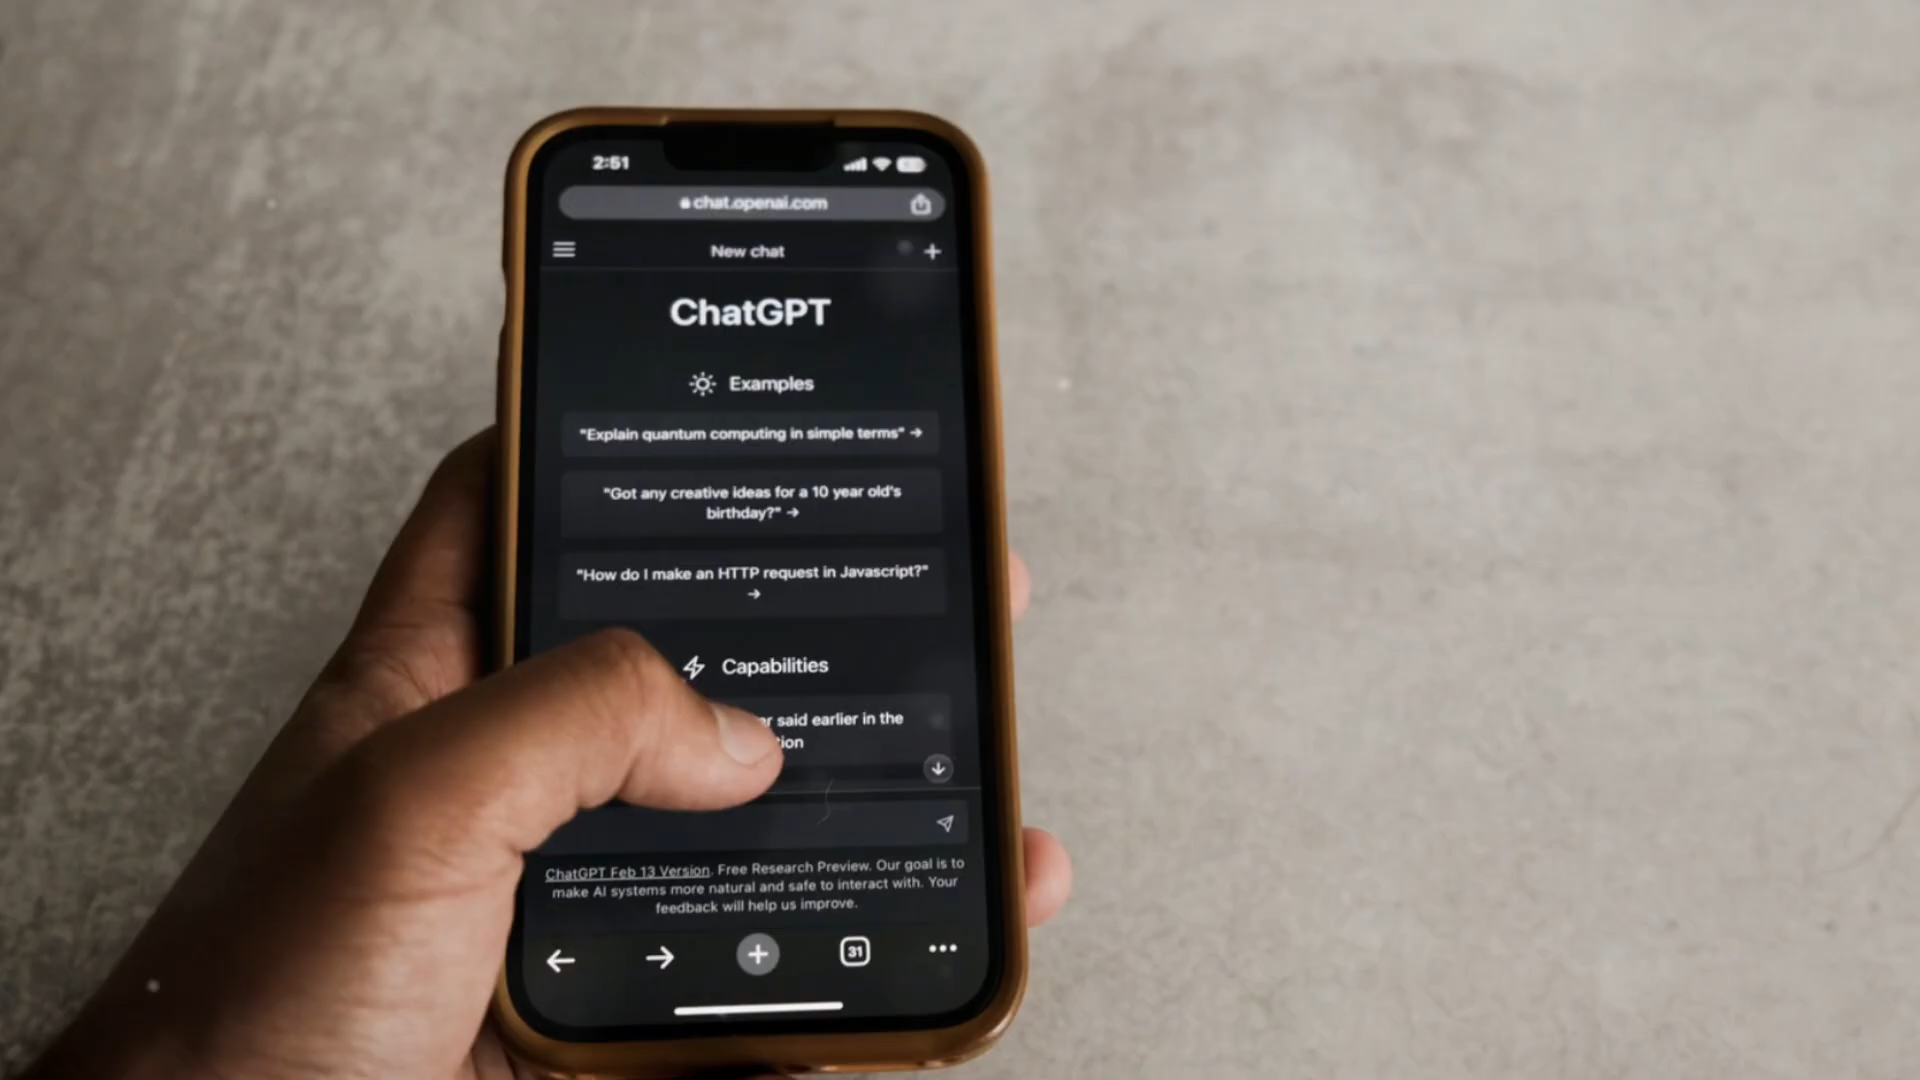 2:51
chat.openai.com
New chat
ChatGPT
Examples
"Explain quantum computing in simple terms" →
"Got any creative ideas for a 10 year old's
birthday?" →
"How do I make an HTTP request in Javascript?"
→
Capabilities
said earlier in the
ChatGPT Feb 13 Version. Free Research Preview. Our goal is to
make AI systems more natural and safe to interact with. Your
feedback will help us improve.
31